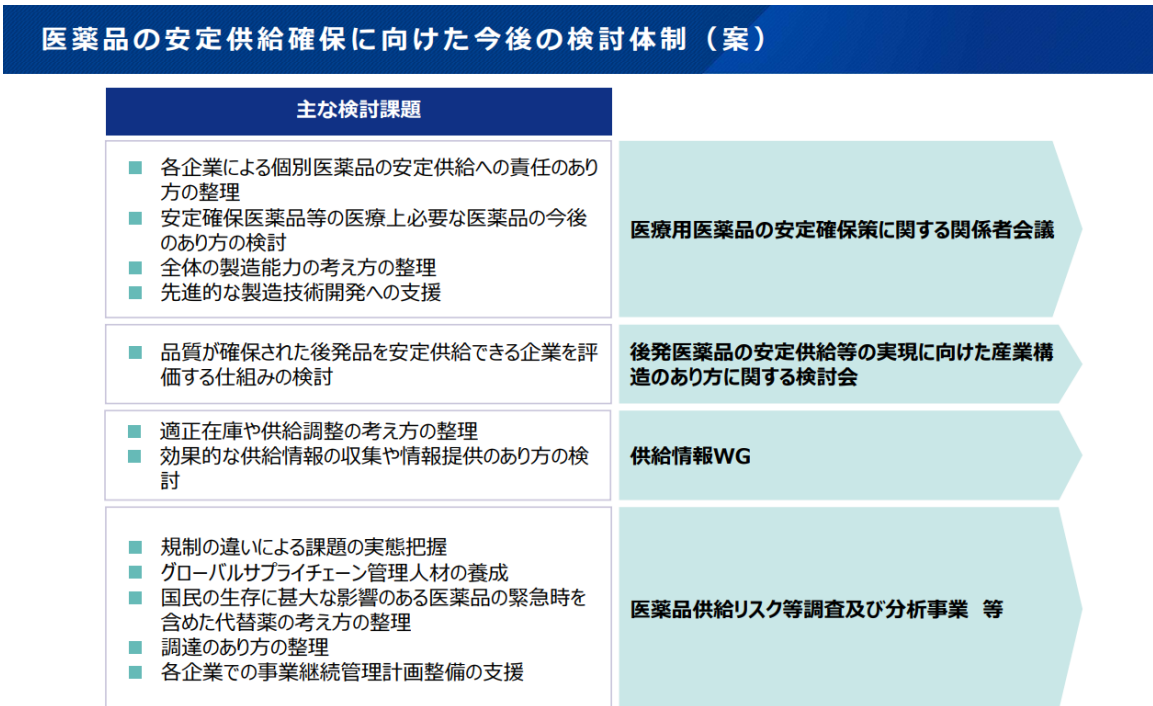 医薬品の安定供給確保に向けた今後の検討体制（案）
主な検討課題
■ 各企業による個別医薬品の安定供給への責任のあり
方の整理
■ 安定確保医薬品等の医療上必要な医薬品の今後
のあり方の検討
■ 全体の製造能力の考え方の整理
■ 先進的な製造技術開発への支援
医療用医薬品の安定確保策に関する関係者会議
■ 品質が確保された後発品を安定供給できる企業を評
価する仕組みの検討
後発医薬品の安定供給等の実現に向けた産業構
造のあり方に関する検討会
■ 適正在庫や供給調整の考え方の整理
■ 効果的な供給情報の収集や情報提供のあり方の検
討
供給情報WG
■ 規制の違いによる課題の実態把握
■ グローバルサプライチェーン管理人材の養成
■ 国民の生存に甚大な影響のある医薬品の緊急時を
含めた代替薬の考え方の整理
■ 調達のあり方の整理
■ 各企業での事業継続管理計画整備の支援
医薬品供給リスク等調査及び分析事業 等